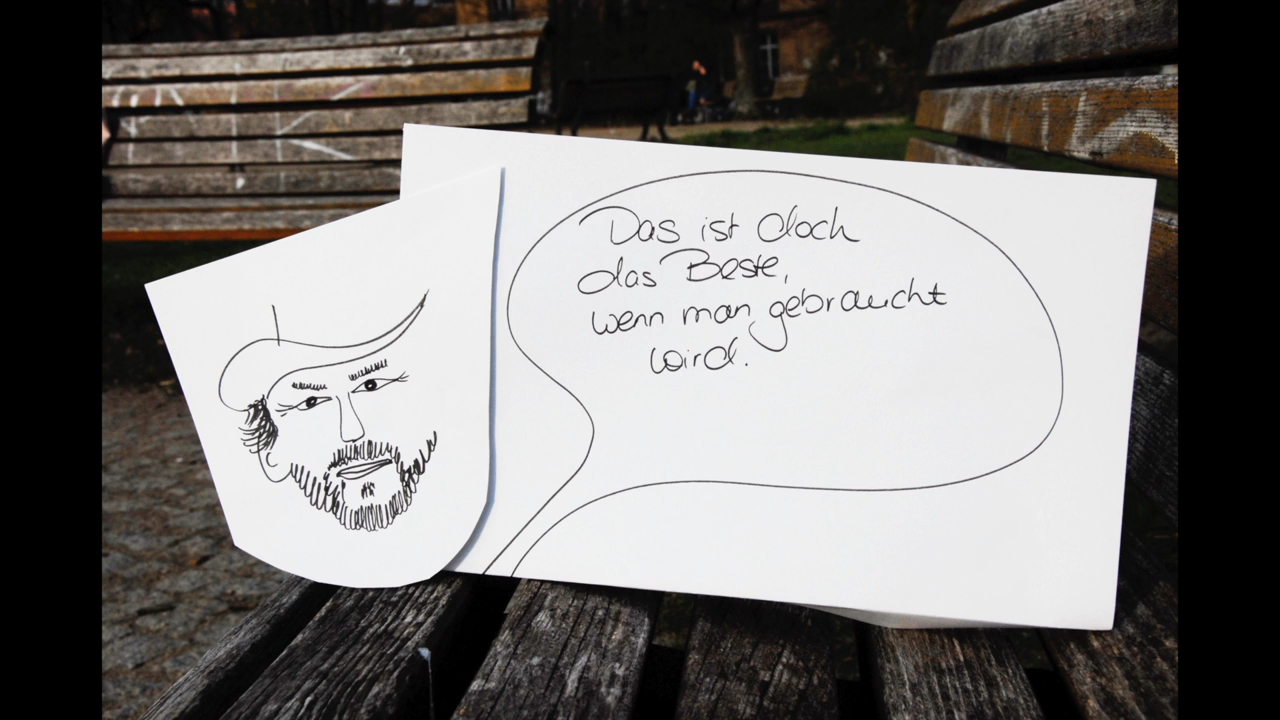 Das ist doch
das Beste,
wenn man gebraucht
wird.